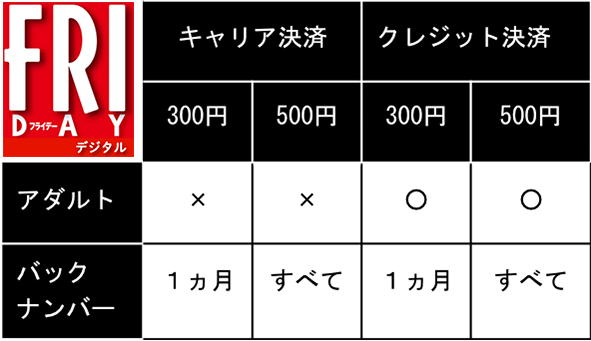 FRI
DAY
フライデー
デジタル
キャリア決済 クレジット決済
300円 500円 300円 500円
アダルト × × ○ ○
バック
ナンバー
1ヵ月 すべて 1ヵ月 すべて